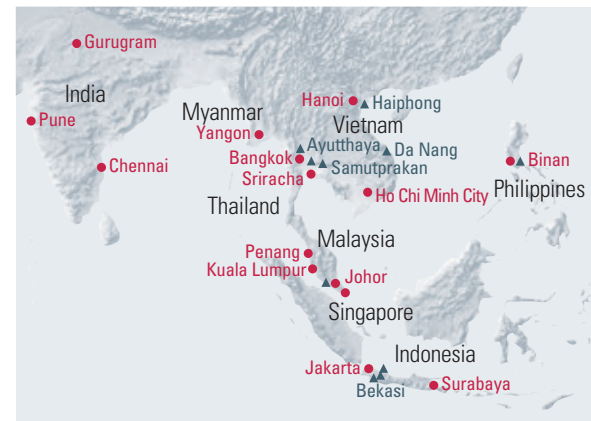 Gurugram
India
Pune
Chennai
Myanmar
Yangon
Hanoi
Haiphong
Vietnam
Ayutthaya
Da Nang
Bangkok
Samutprakan
Sriracha
Ho Chi Minh City
Thailand
Binan
Philippines
Malaysia
Penang
Kuala Lumpur
Johor
Singapore
Indonesia
Jakarta
Bekasi
Surabaya